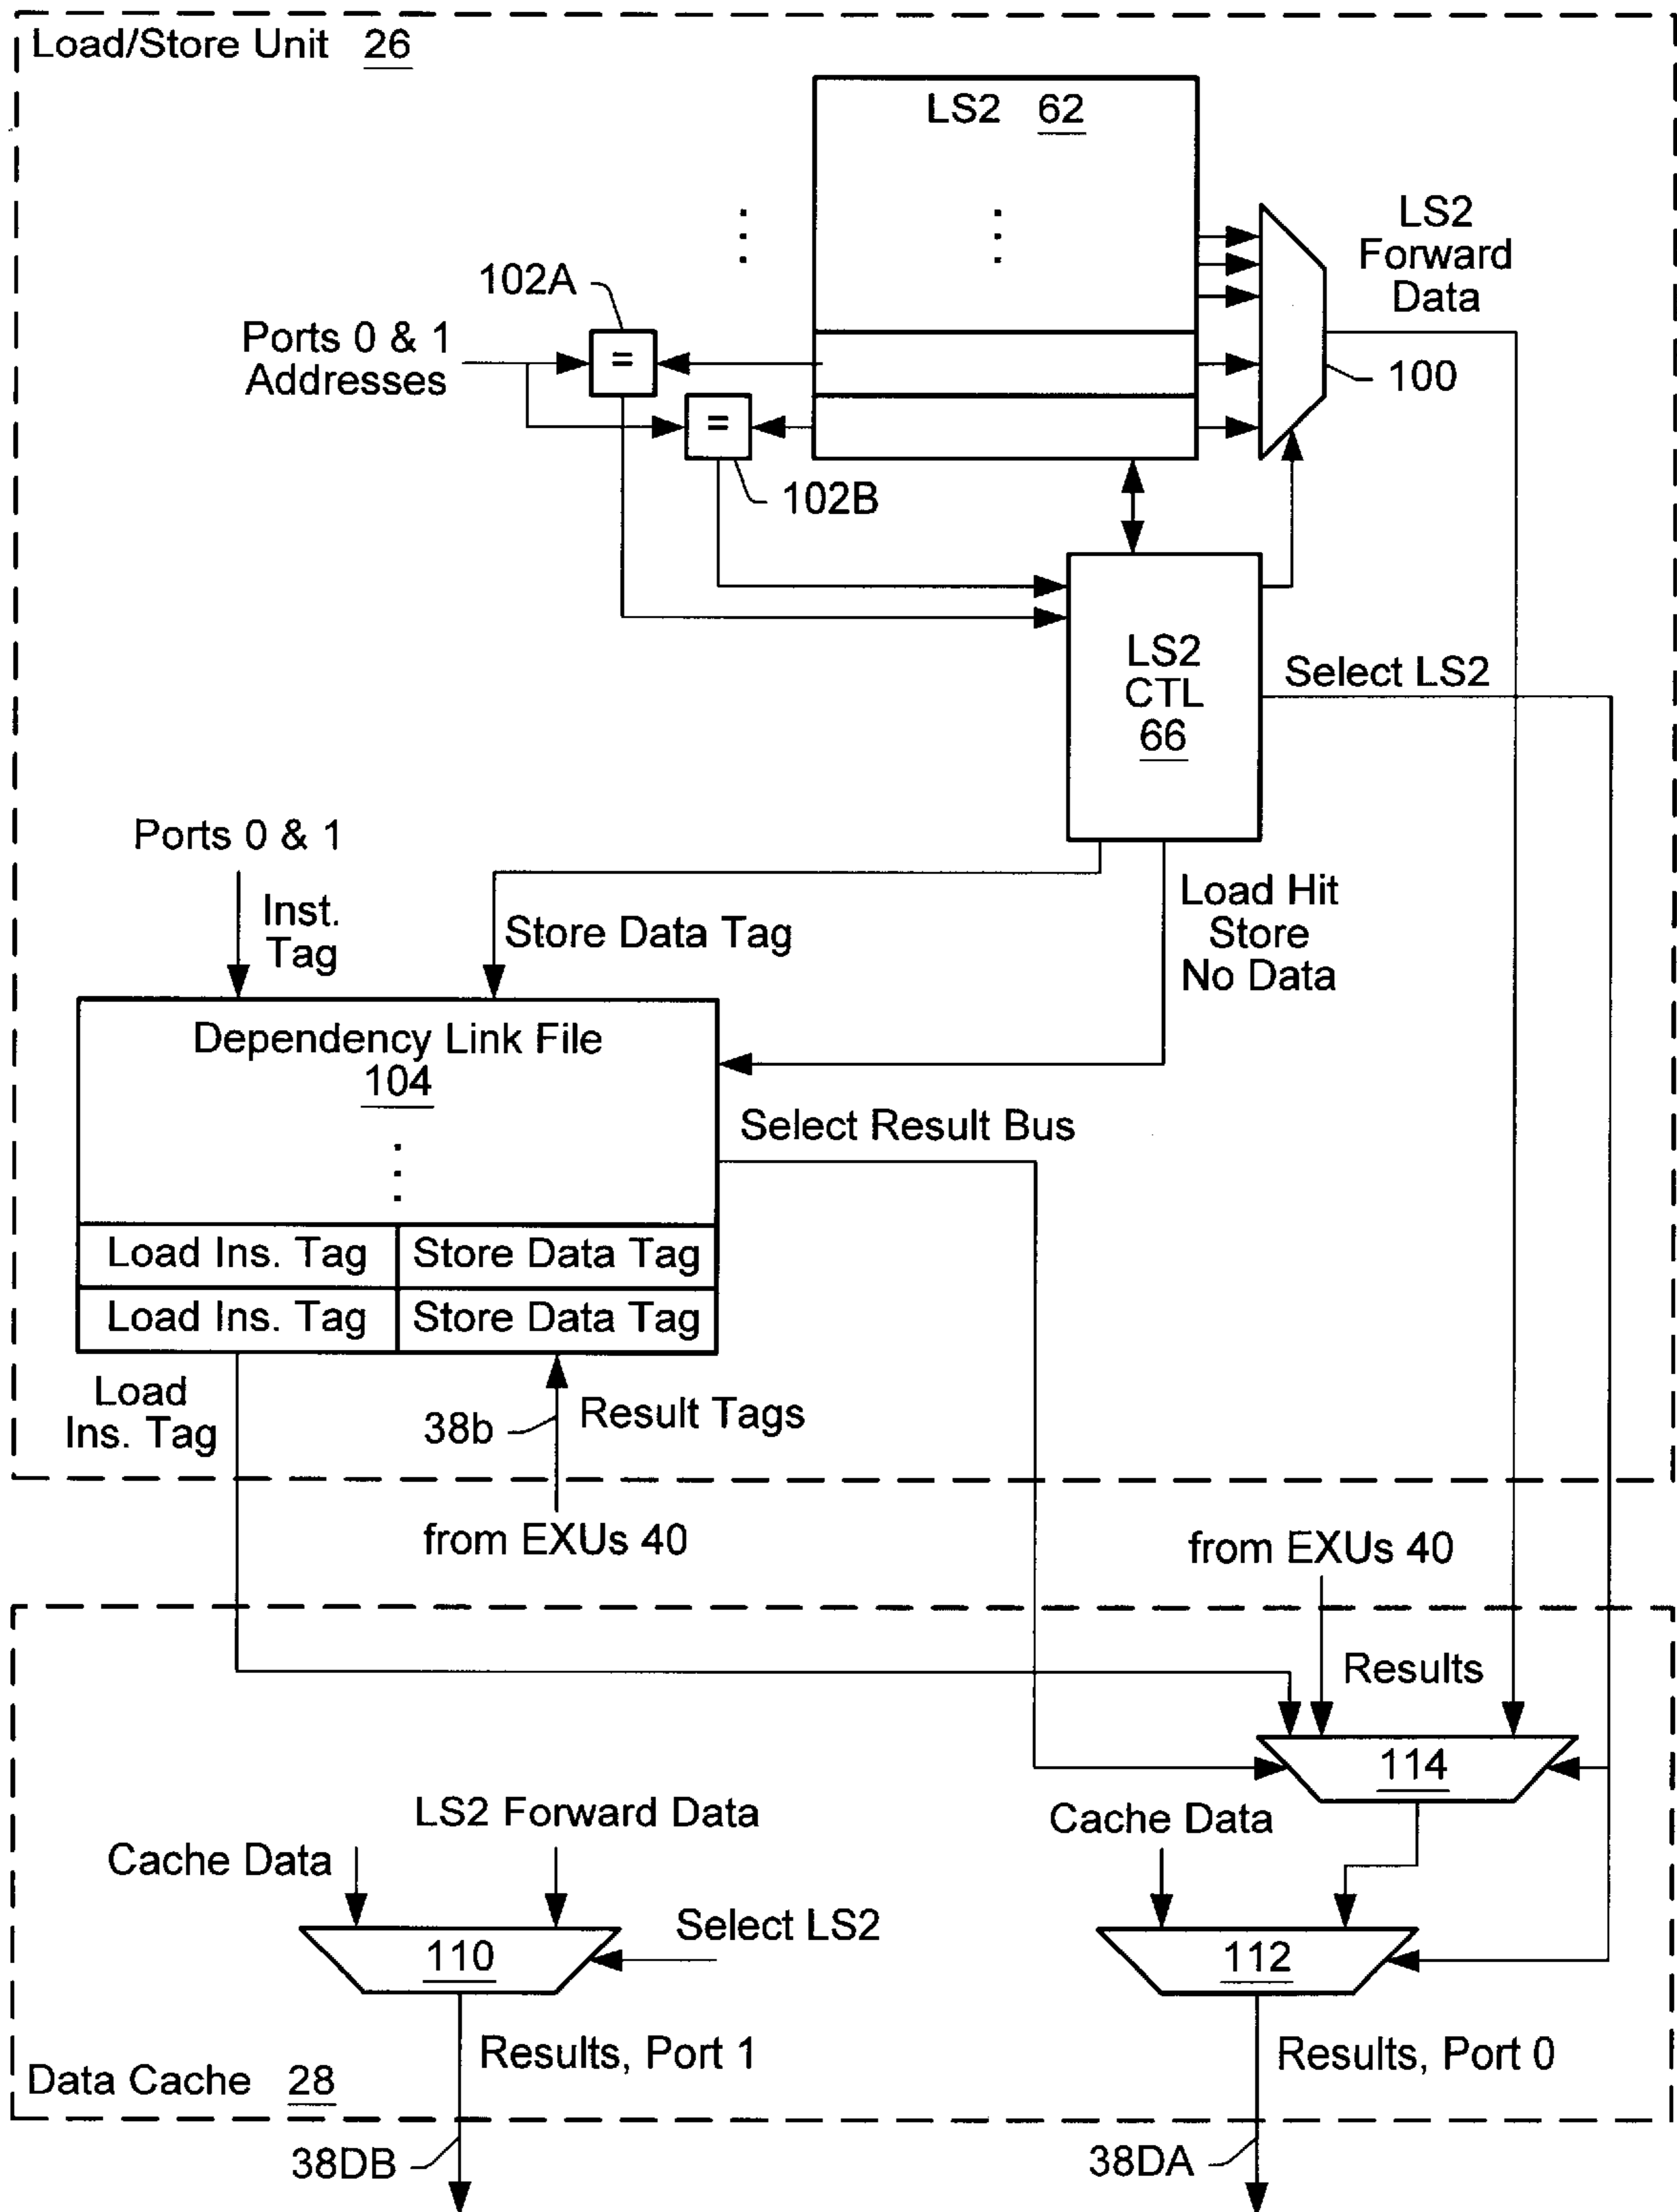 Load/Store Unit 26
LS2 62
LS2
Forward
Data
102A
Ports 0 & 1
Addresses
=
=
100
102B
LS2
CTL
66
Select LS2
Ports 0 & 1
Inst.
Tag
Store Data Tag
Load Hit
Store
No Data
Dependency Link File
104
Select Result Bus
Load Ins. Tag Store Data Tag
Load Ins. Tag Store Data Tag
Load
Ins. Tag
38b
Result Tags
from EXUs 40
from EXUs 40
Results
114
LS2 Forward Data
Cache Data
Cache Data
Select LS2
110
112
Results, Port 1
Results, Port 0
Data Cache 28
38DB
38DA